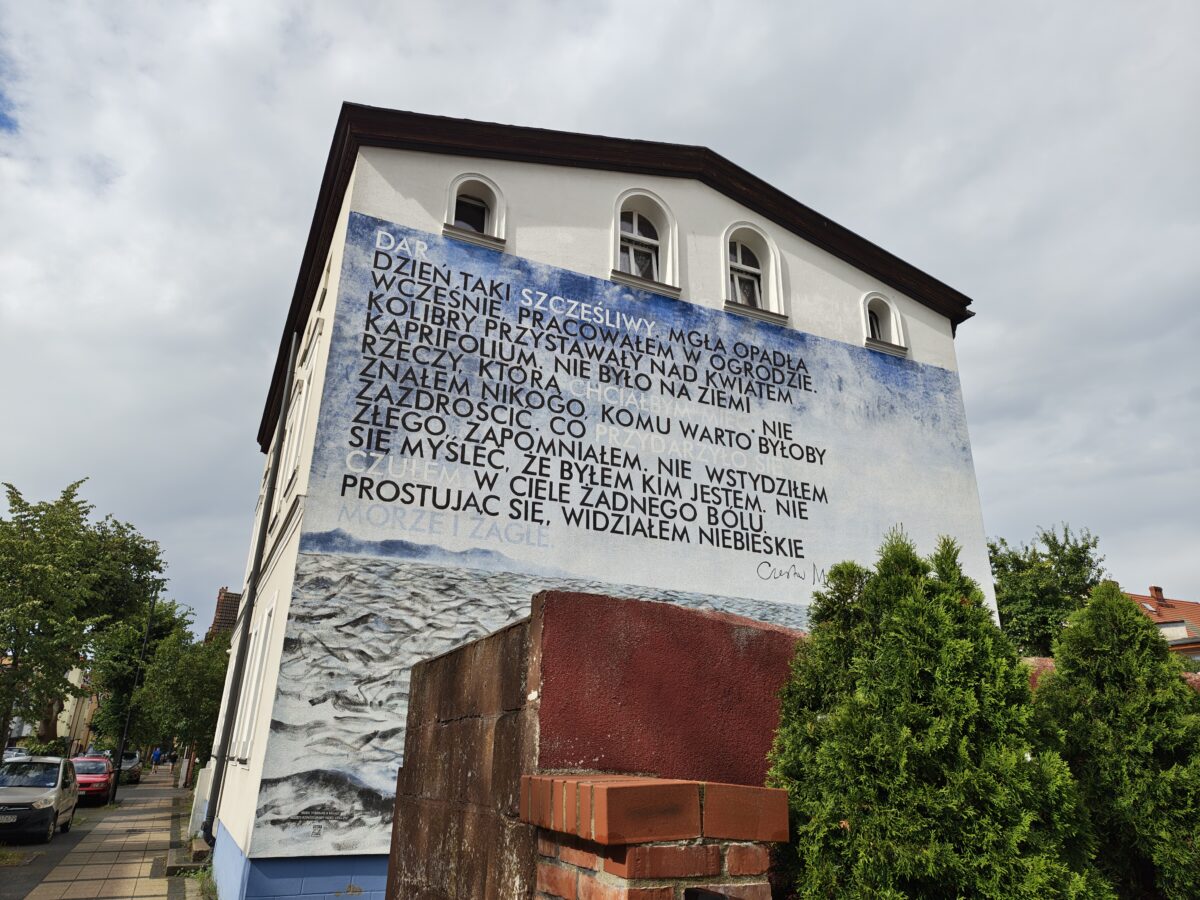 DAR
DZIEŃ TAKI SZCZĘŚLIWY. MGŁA OPADŁA
WCZEŚNIE, PRACOWAŁEM W OGRODZIE.
KOLIBRY PRZYSTAWAŁY NAD KWIATEM
KAPRIFOLIUM. NIE BYŁO NA ZIEMI
RZECZY, KTÓRĄ CHCIAŁBYM MIEĆ. NIE
ZNAŁEM NIKOGO, KOMU WARTO BYŁOBY
ZAZDROŚCIĆ. CO PRZYDARZYŁO SIĘ
ZŁEGO, ZAPOMNIAŁEM. NIE WSTYDZIŁEM
SIĘ MYŚLEĆ, ŻE BYŁEM KIM JESTEM. NIE
CZUŁEM W CIELE ŻADNEGO BÓLU.
PROSTUJĄC SIĘ, WIDZIAŁEM NIEBIESKIE
MORZE I ŻAGLE.
Czesław M